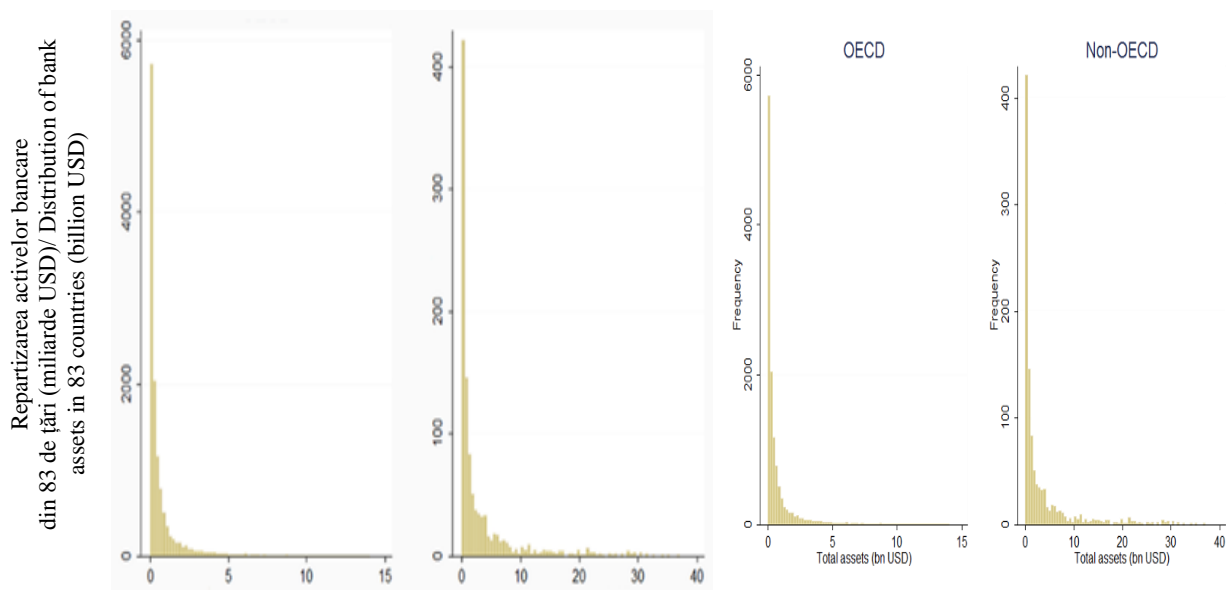 Repartizarea activelor bancare
din 83 de țări (miliarde USD)/ Distribution of bank
assets in 83 countries (billion USD)
6000
4000
2000
0
0 5 10 15
400
300
200
100
0
0 10 20 30 40
OECD
Frequency
6000
4000
2000
0
0 5 10 15
Total assets (bn USD)
Non-OECD
Frequency
400
300
200
100
0
0 10 20 30 40
Total assets (bn USD)